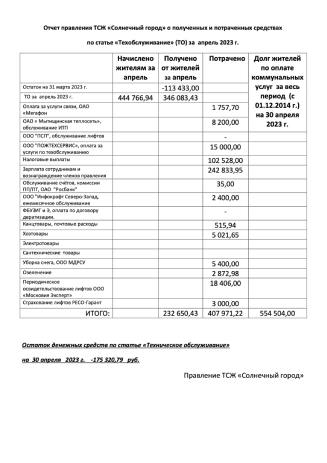 Отчет правления ТСЖ «Солнечный город» о полученных и потраченных средствах
по статье «Техобслуживание» (ТО) за апрель 2023 г.
Начислено жителям за апрель
Получено от жителей за апрель
Потрачено
Долг жителей по оплате коммунальных услуг за весь период (с 01.12.2014 г.) на 30 апреля 2023 г.
Остаток на 31 марта 2023 г. -113 433,00
ТО за апрель 2023 г. 444 766,94 346 083,43
Оплата за услуги связи, ОАО «Мегафон 1 757,70
ОАО « Мытищинская теплосеть», обслуживание ИТП 8 200,00
ООО "ПСП", обслуживание лифтов -
ООО "ПОЖТЕХСЕРВИС», оплата за услуги по техобслуживанию 15 000,00
Налоговые выплаты 102 528,00
Зарплата сотрудникам и вознаграждение членов правления 242 833,95
Обслуживание счётов, комиссии ПП/ПТ, ОАО "Росбанк" 35,00
ООО «Инфокрафт Северо-Запад, ежемесячное обслуживание 2 400,00
ФБУЗМГ и Э, оплата по договору дератизации. -
Канцтовары, почтовые расходы 515,94
Хозтовары 5 021,65
Электротовары
Сантехнические товары
Уборка снега, ООО МДРСУ 5 400,00
Озеленение 2 872,98
Периодическое освидетельствование лифтов ООО «Московия Эксперт» 18 406,00
Страхование лифтов РЕСО-Гарант 3 000,00
ИТОГО: 232 650,43 407 971,22 554 504,00
Остаток денежных средств по статье «Техническое обслуживание»
на 30 апреля 2023 г. -175 320,79 руб.
Правление ТСЖ «Солнечный город»